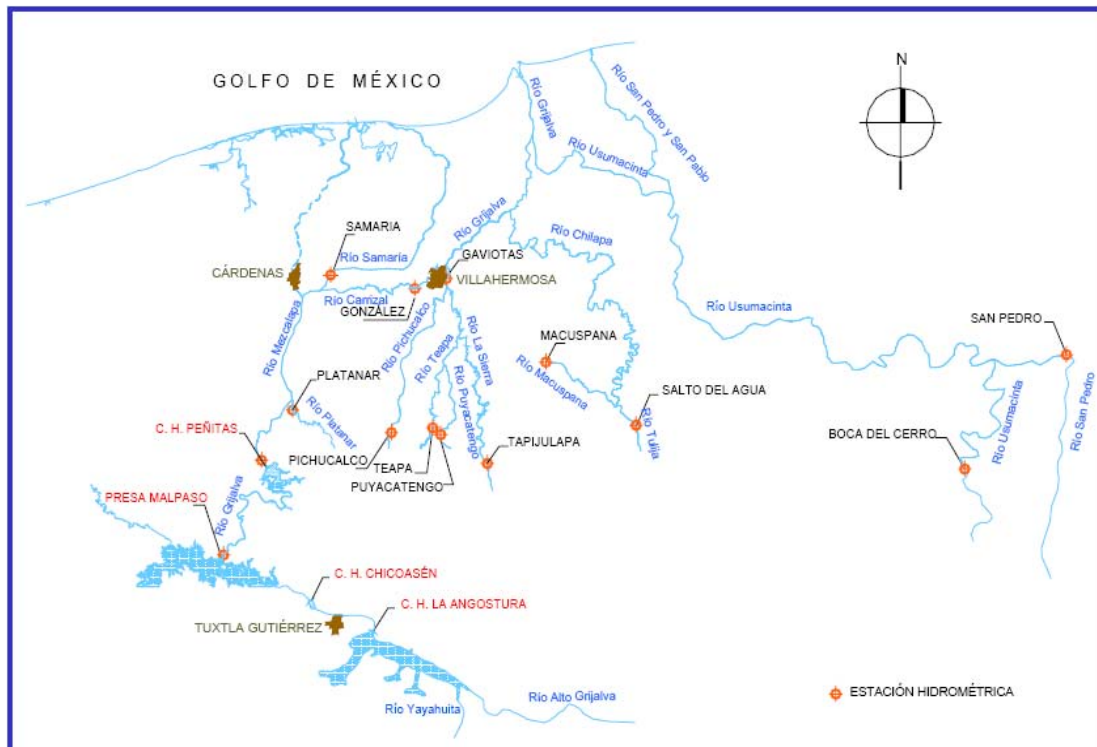 GOLFO DE MÉXICO
N
Río Grijalva
Río San Pedro y San Pablo
Río Usumacinta
SAMARIA
Río Grijalva
Río Chilapa
Río Samaria
GAVIOTAS
CÁRDENAS
VILLAHERMOSA
Río Carrizal
GONZÁLEZ
Río Usumacinta
Río Mezcalapa
Río Pichucalco
Río Teapa
Río La Sierra
MACUSPANA
SAN PEDRO
Río Macuspana
PLATANAR
Río Puyacatengo
SALTO DEL AGUA
Río Platanar
Río Tulija
Río Usumacinta
Río San Pedro
C. H. PEÑITAS
BOCA DEL CERRO
PICHUCALCO
TAPIJULAPA
TEAPA
PUYACATENGO
PRESA MALPASO
Río Grijalva
C. H. CHICOASÉN
C. H. LA ANGOSTURA
TUXTLA GUTIÉRREZ
ESTACIÓN HIDROMÉTRICA
Río Alto Grijalva
Río Yayahuita